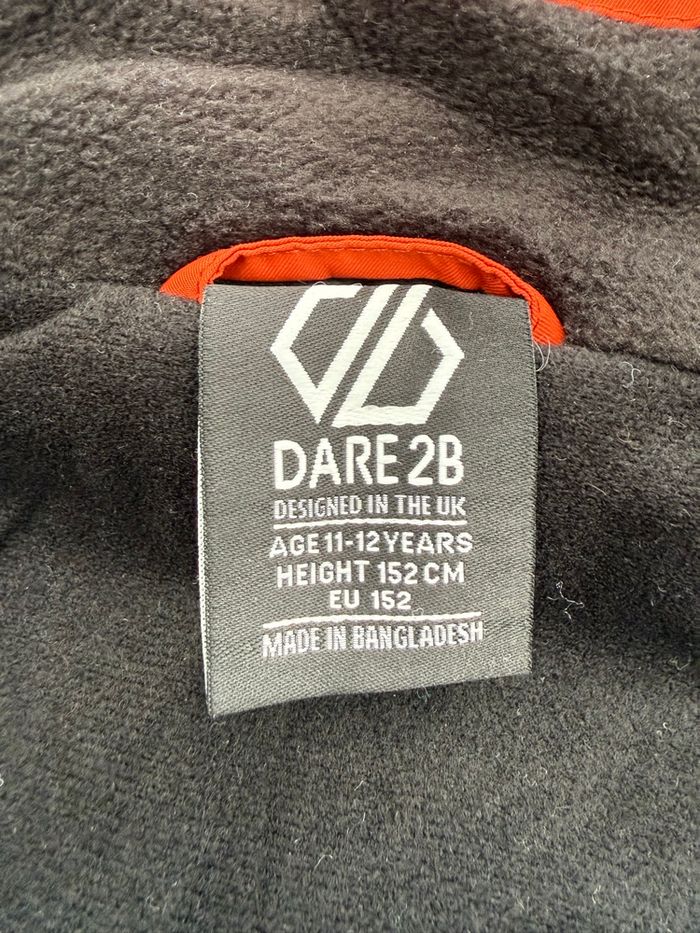 DARE 2B
DESIGNED IN THE UK
AGE 11-12 YEARS
HEIGHT 152 CM
EU 152
MADE IN BANGLADESH